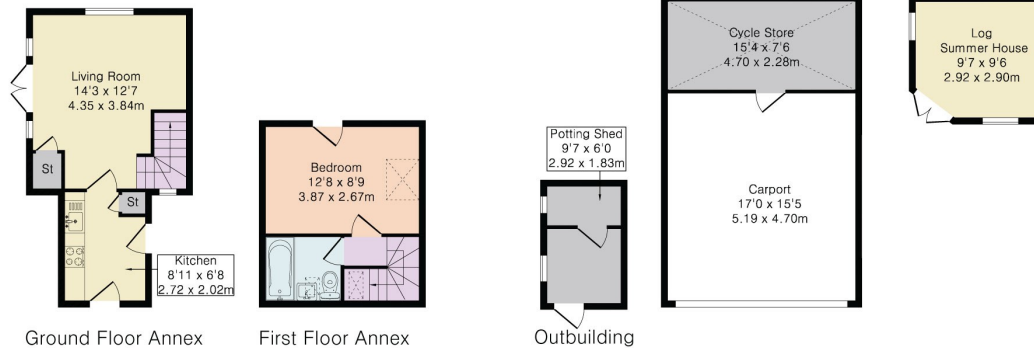 Living Room
14'3 x 12'7
4.35 x 3.84m
St
St
Kitchen
8'11 x 6'8
2.72 x 2.02m
Ground Floor Annex
Bedroom
12'8 x 8'9
3.87 x 2.67m
First Floor Annex
Potting Shed
9'7 x 6'0
2.92 x 1.83m
Outbuilding
Cycle Store
15'4 x 7'6
4.70 x 2.28m
Carport
17'0 x 15'5
5.19 x 4.70m
Log
Summer House
9'7 x 9'6
2.92 x 2.90m